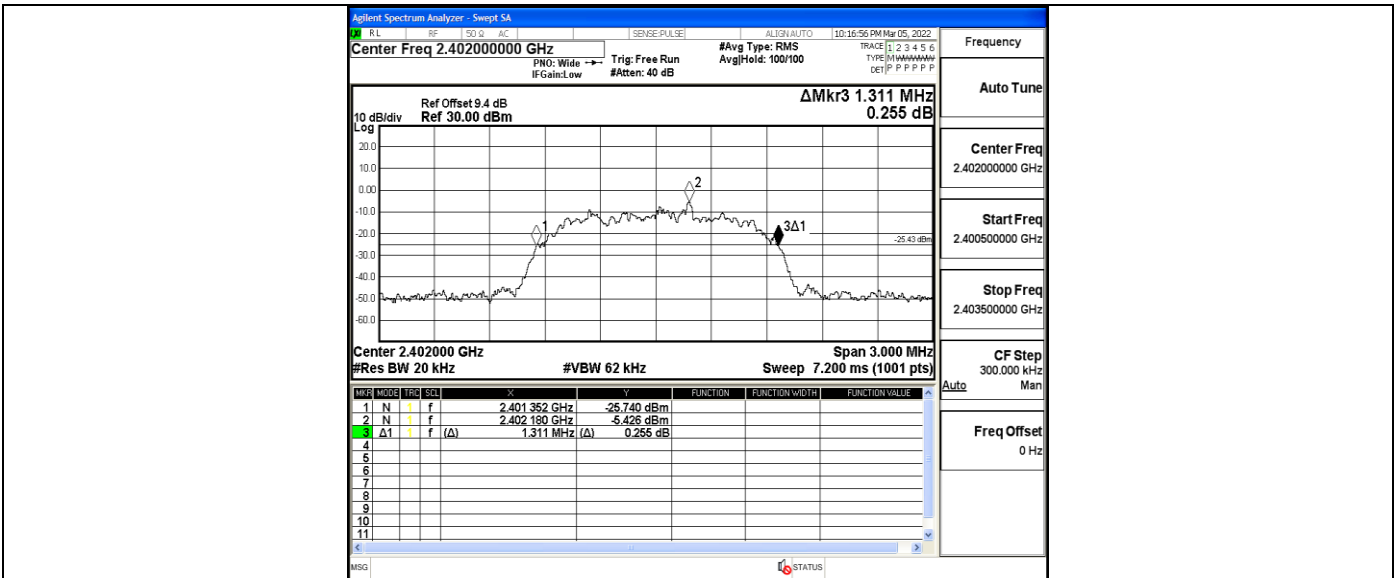 Agilent Spectrum Analyzer - Swept SA
RL RF 50 Ω AC SENSE:PULSE ALIGNAUTO 10:16:56 PM Mar 05, 2022
Center Freq 2.402000000 GHz
PNO: Wide
IFGain:Low
Trig: Free Run
#Atten: 40 dB
#Avg Type: RMS
Avg|Hold: 100/100
TRACE 1 2 3 4 5 6
TYPE M
DET P P P P P P
Ref Offset 9.4 dB
10 dB/div Ref 30.00 dBm
Log
ΔMkr3 1.311 MHz
0.255 dB
20.0
10.0
0.00
-10.0
-20.0
-30.0
-40.0
-50.0
-60.0
1
2
3Δ1
-25.43 dBm
Center 2.402000 GHz Span 3.000 MHz
#Res BW 20 kHz #VBW 62 kHz Sweep 7.200 ms (1001 pts)
MKR MODE TRC SCL X Y FUNCTION FUNCTION WIDTH FUNCTION VALUE
1 N 1 f 2.401 352 GHz -25.740 dBm
2 N 1 f 2.402 180 GHz -5.426 dBm
3 Δ1 1 f (Δ) 1.311 MHz (Δ) 0.255 dB
4
5
6
7
8
9
10
11
MSG STATUS
Frequency
Auto Tune
Center Freq
2.402000000 GHz
Start Freq
2.400500000 GHz
Stop Freq
2.403500000 GHz
CF Step
300.000 kHz
Auto Man
Freq Offset
0 Hz